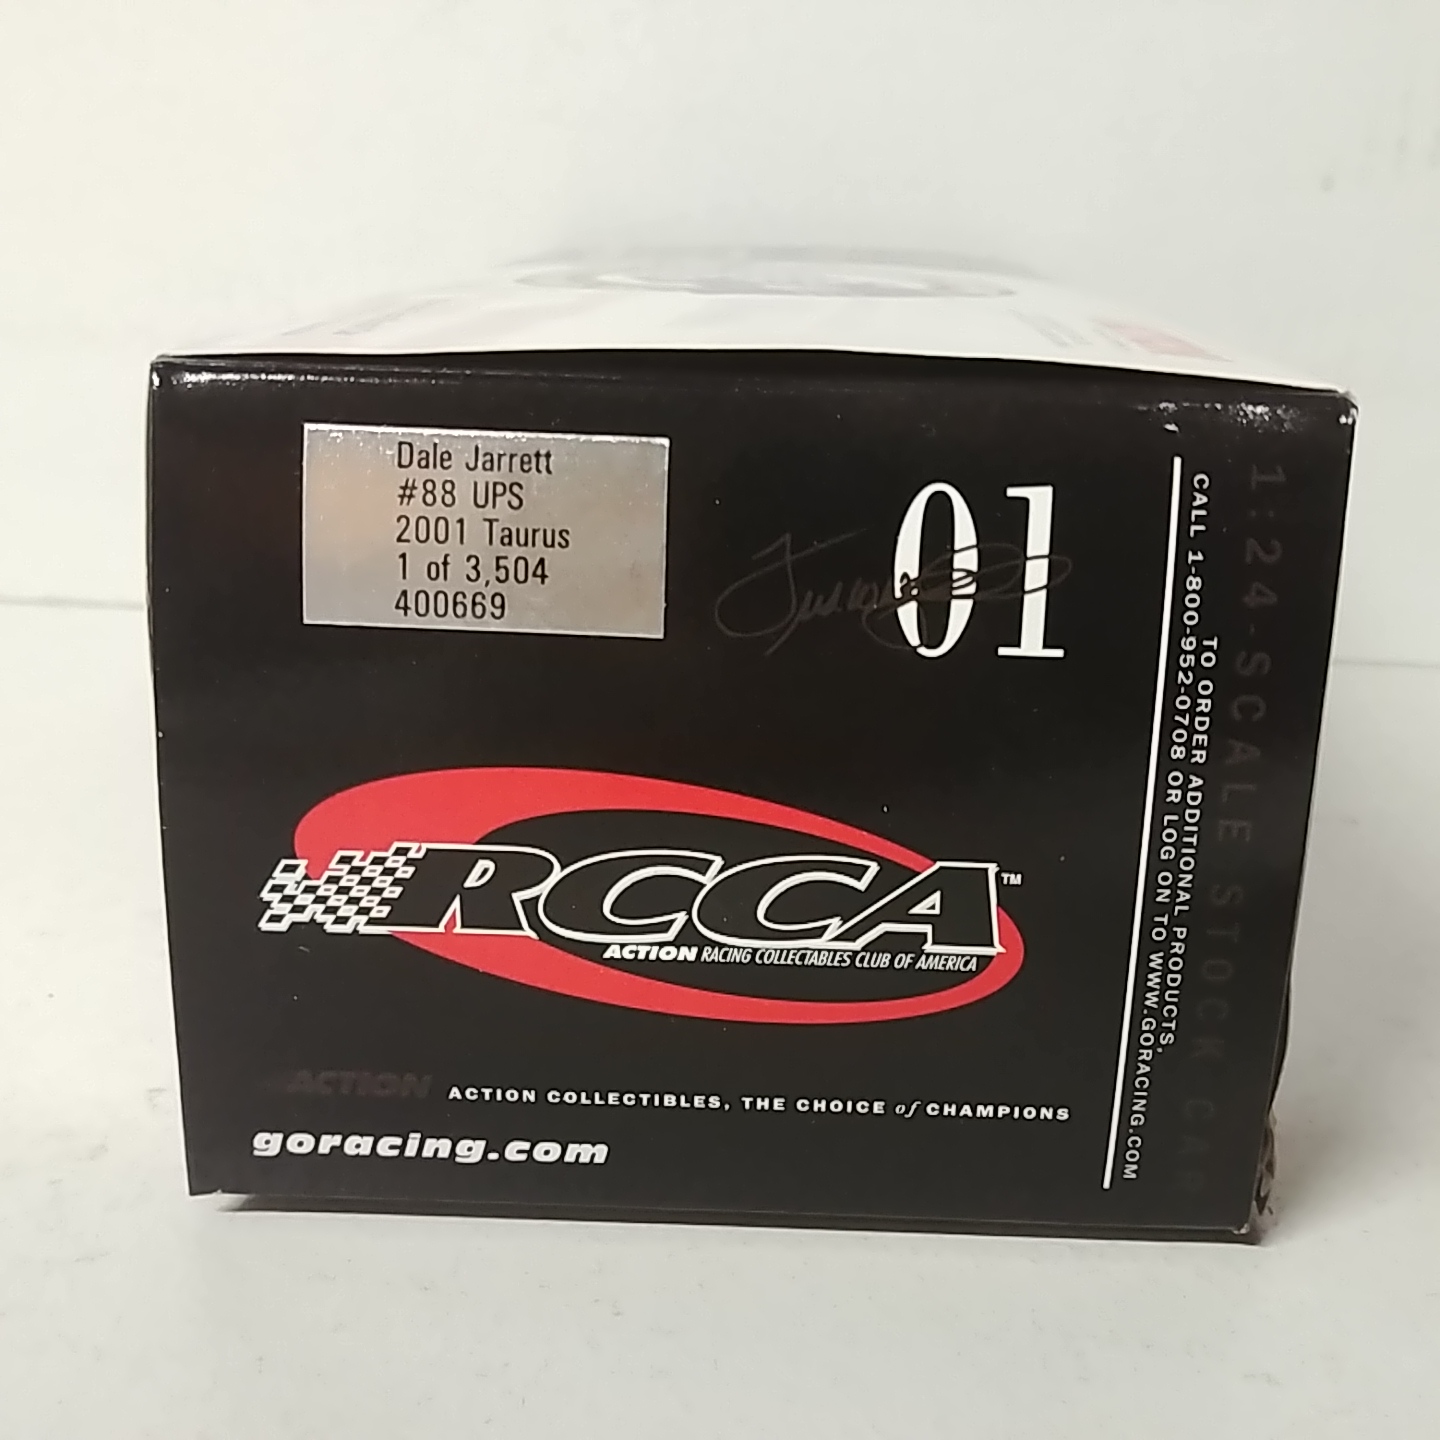 Dale Jarrett
#88 UPS
2001 Taurus
1 of 3,504
400669
01
RCCA™
ACTION RACING COLLECTABLES CLUB OF AMERICA
ACTION
ACTION COLLECTIBLES, THE CHOICE of CHAMPIONS
goracing.com
TO ORDER ADDITIONAL PRODUCTS,
CALL 1-800-952-0708 OR LOG ON TO WWW.GORACING.COM
1:24-SCALE STOCK CAR